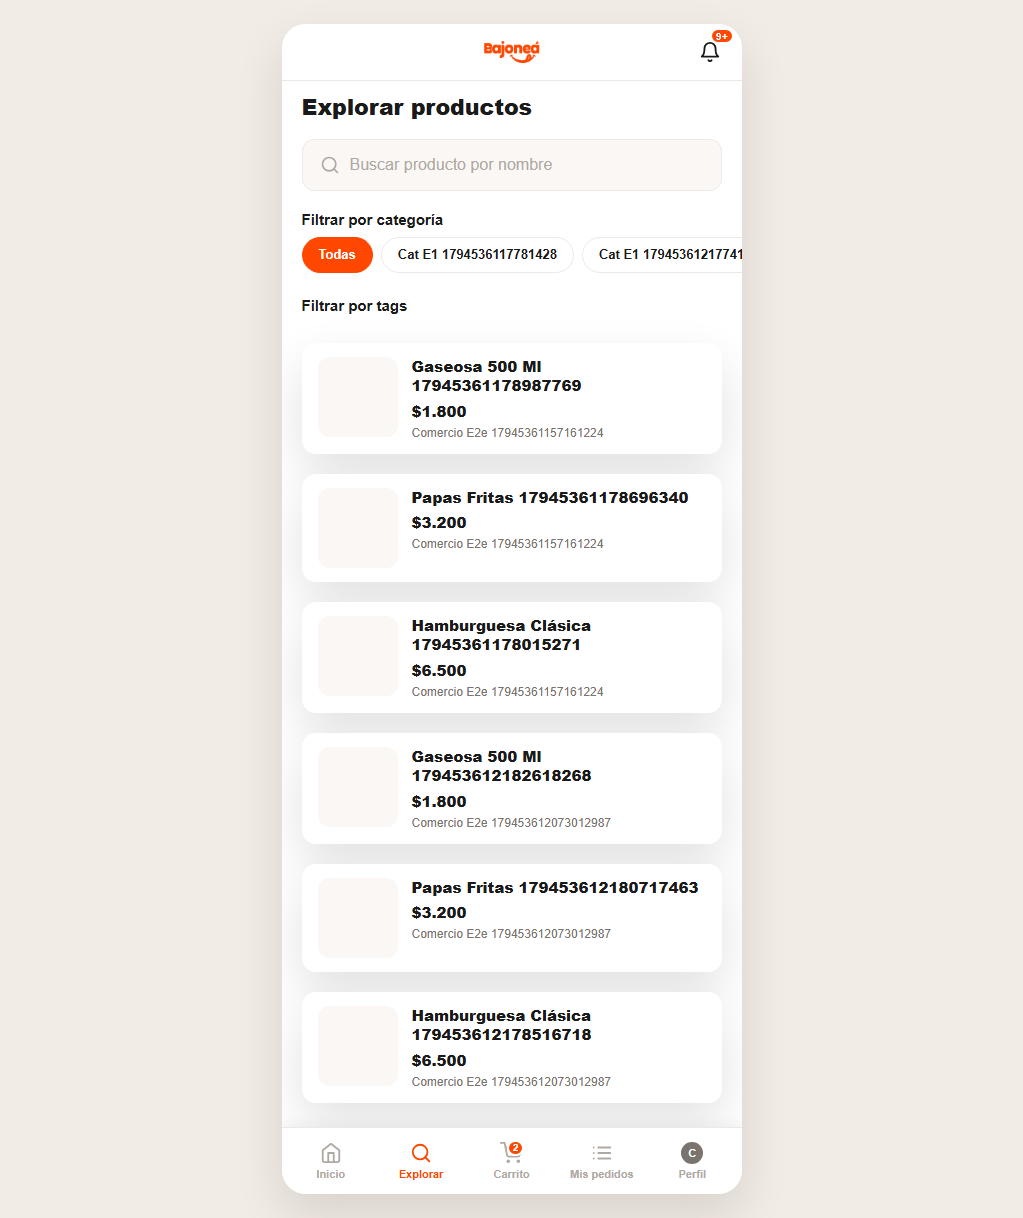 Bajoneá
9+
Explorar productos
Buscar producto por nombre
Filtrar por categoría
Todas
Cat E1 1794536117781428
Cat E1 17945361217741
Filtrar por tags
Gaseosa 500 Ml
17945361178987769
$1.800
Comercio E2e 17945361157161224
Papas Fritas 17945361178696340
$3.200
Comercio E2e 17945361157161224
Hamburguesa Clásica
17945361178015271
$6.500
Comercio E2e 17945361157161224
Gaseosa 500 Ml
179453612182618268
$1.800
Comercio E2e 179453612073012987
Papas Fritas 179453612180717463
$3.200
Comercio E2e 179453612073012987
Hamburguesa Clásica
179453612178516718
$6.500
Comercio E2e 179453612073012987
2
C
Inicio
Explorar
Carrito
Mis pedidos
Perfil